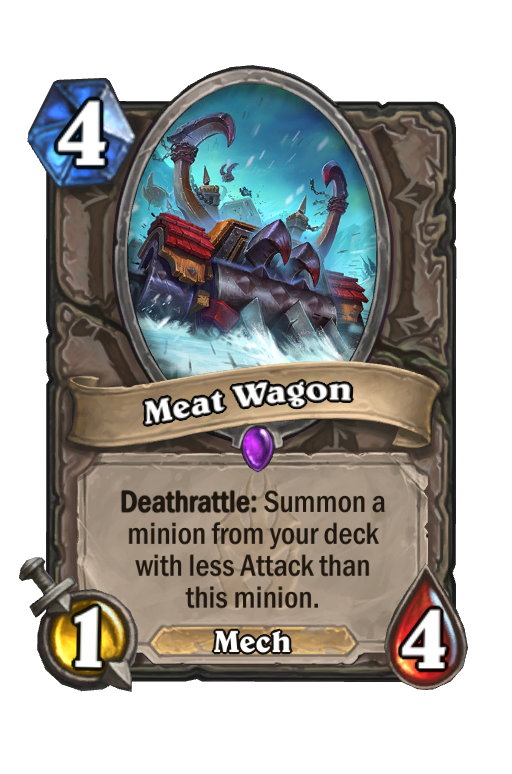 4
Meat Wagon
Deathrattle: Summon a
minion from your deck
with less Attack than
this minion.
1
Mech
4